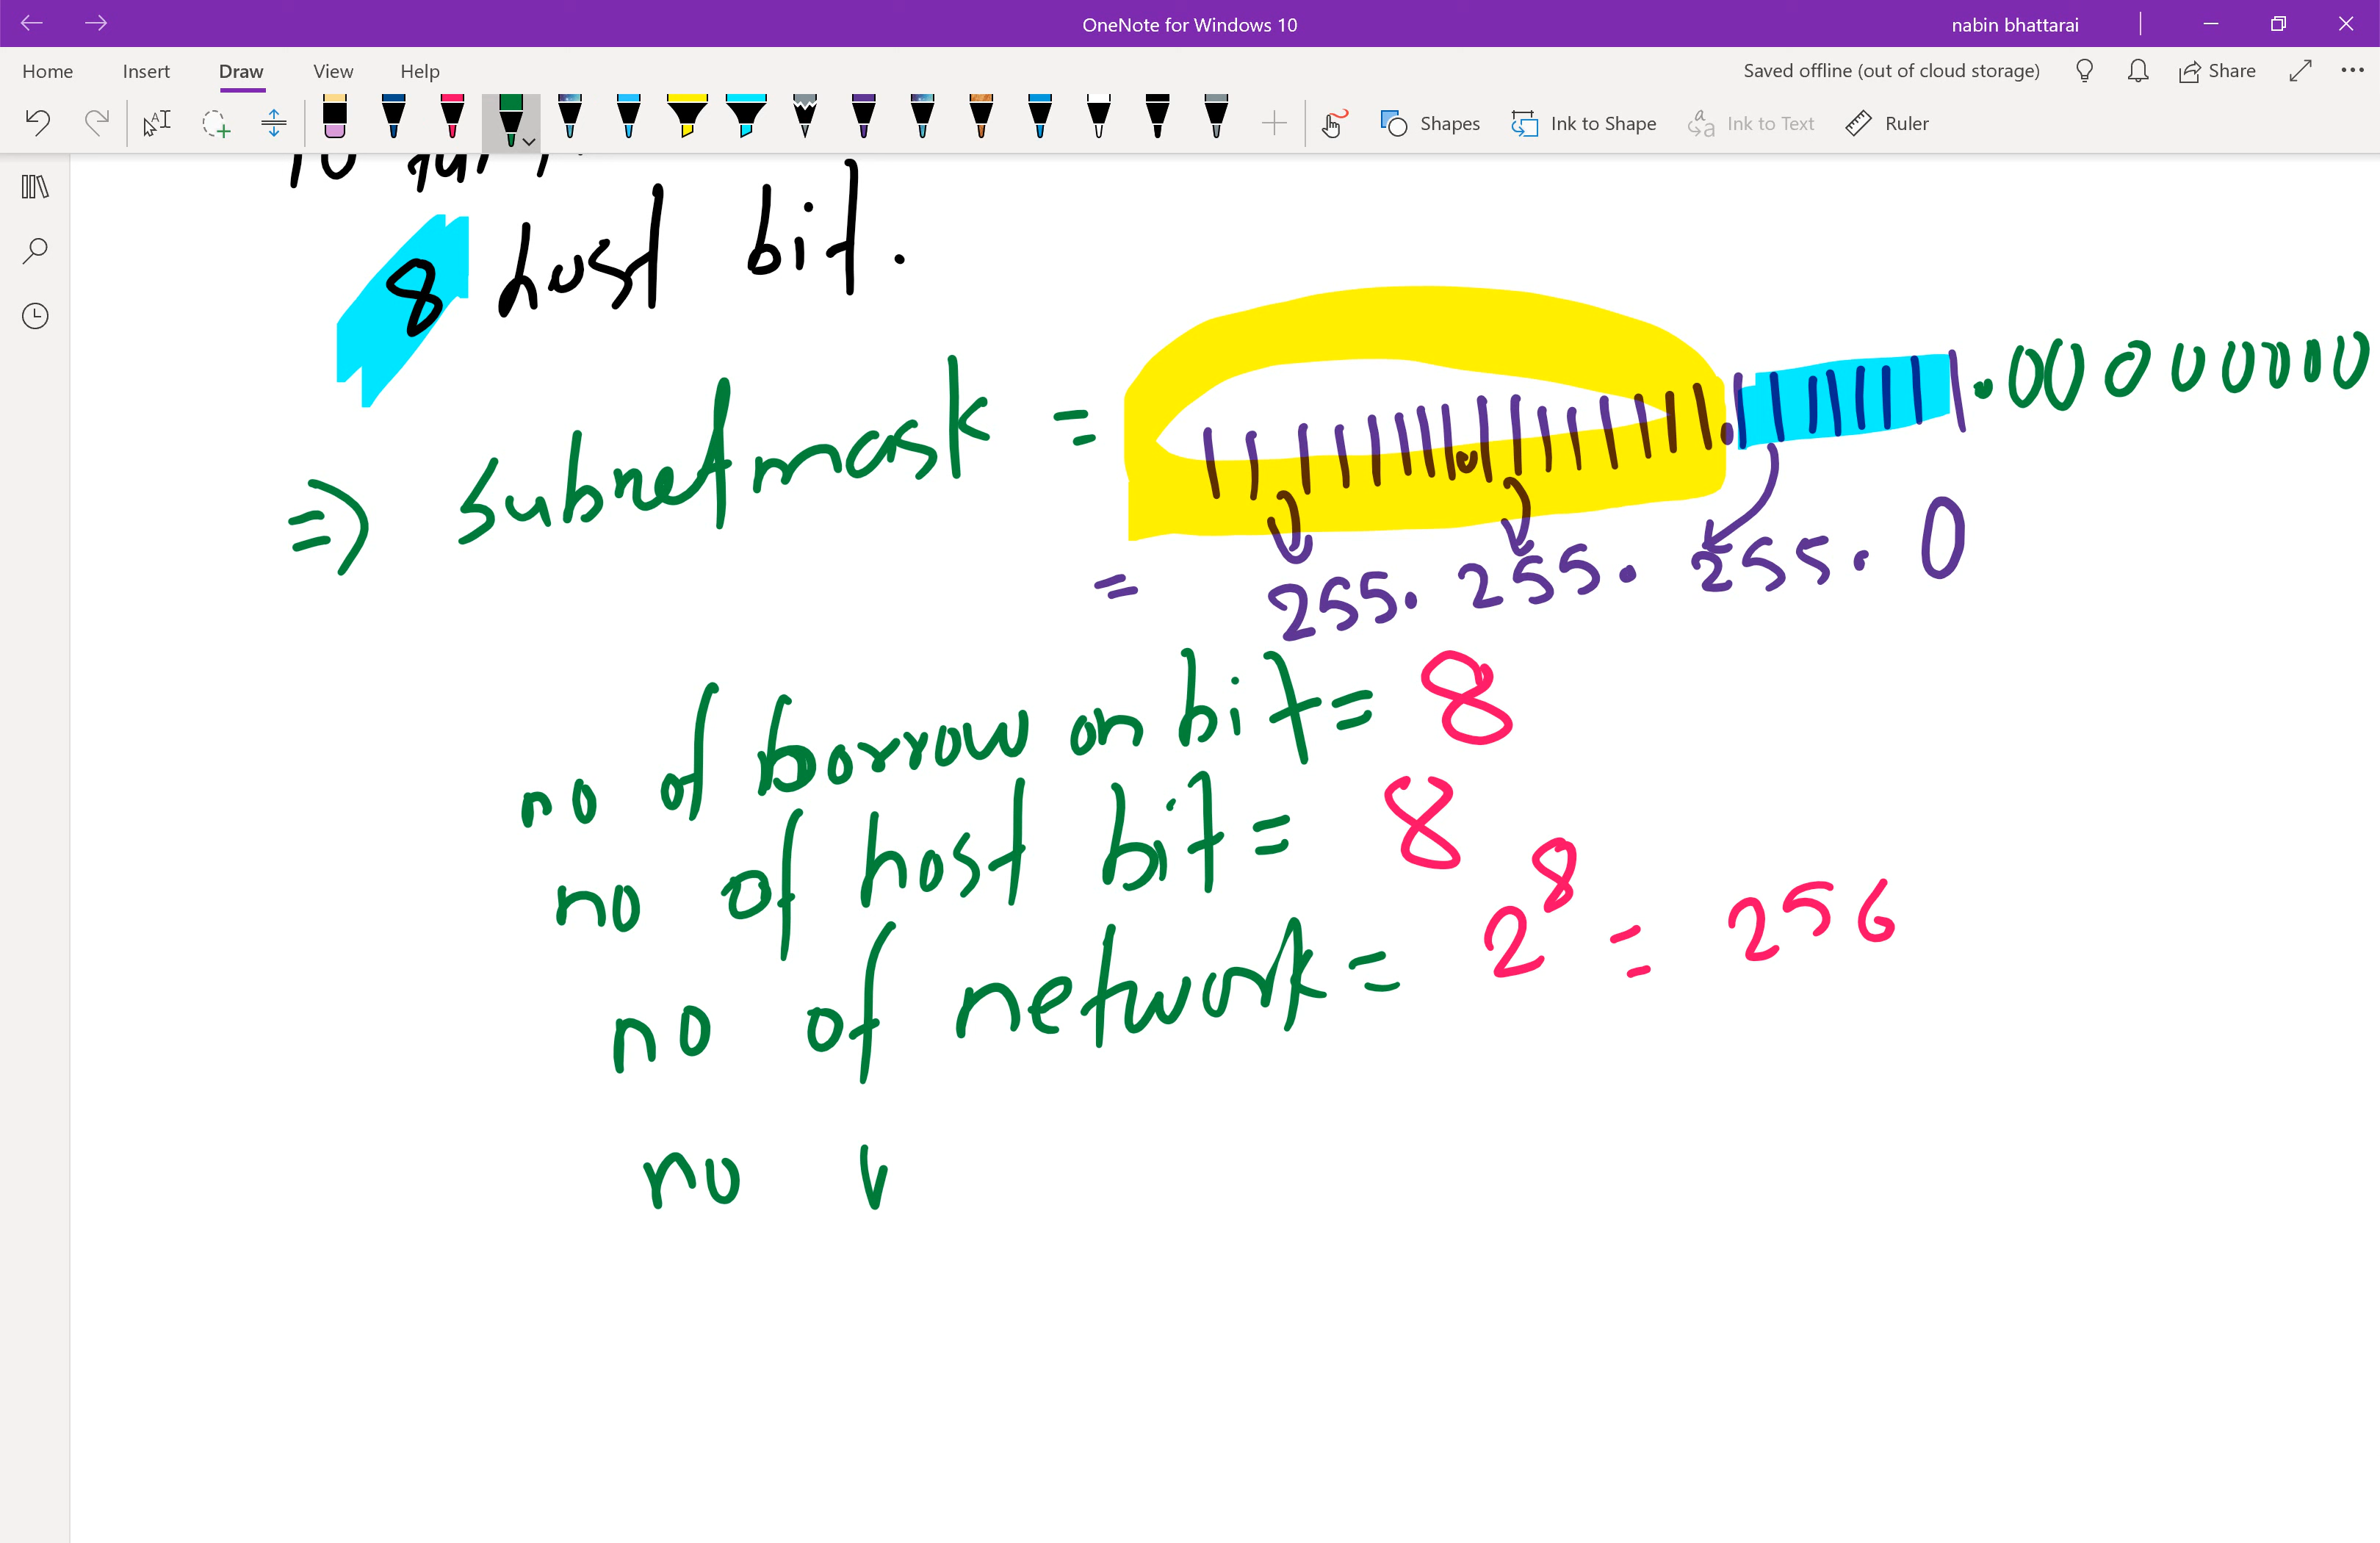 OneNote for Windows 10
nabin bhattarai
Home Insert Draw View Help
Saved offline (out of cloud storage) Share
Shapes Ink to Shape Ink to Text Ruler
8 host bit.
=> subnetmask = 11111111.11111111.11111111.00000000
= 255. 255. 255. 0
no of borrow on bit = 8
no of host bit = 8
no of network = 2⁸ = 256
no